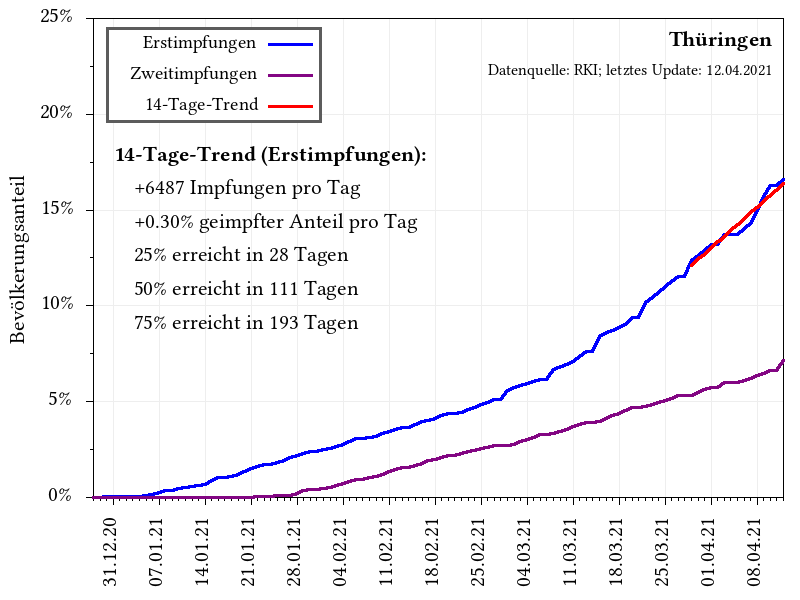 Thüringen
Datenquelle: RKI; letztes Update: 12.04.2021
Erstimpfungen
Zweitimpfungen
14-Tage-Trend
14-Tage-Trend (Erstimpfungen):
+6487 Impfungen pro Tag
+0.30% geimpfter Anteil pro Tag
25% erreicht in 28 Tagen
50% erreicht in 111 Tagen
75% erreicht in 193 Tagen
Bevölkerungsanteil
25%
20%
15%
10%
5%
0%
31.12.20
07.01.21
14.01.21
21.01.21
28.01.21
04.02.21
11.02.21
18.02.21
25.02.21
04.03.21
11.03.21
18.03.21
25.03.21
01.04.21
08.04.21